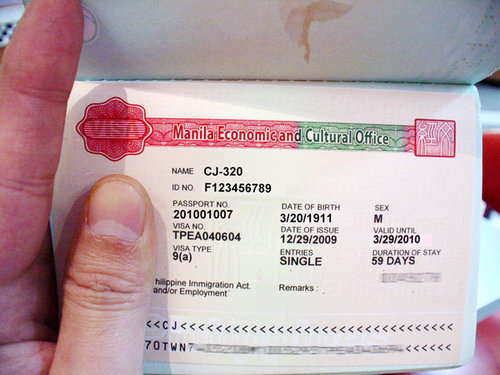 Manila Economic and Cultural Office
NAME CJ-320
ID NO. F123456789
PASSPORT NO. DATE OF BIRTH SEX
201001007 3/20/1911 M
VISA NO. DATE OF ISSUE VALID UNTIL
TPEA040604 12/29/2009 3/29/2010
VISA TYPE ENTRIES DURATION OF STAY
9(a) SINGLE 59 DAYS
hilippine Immigration Act.
and/or Employment Remarks :
<<CJ<<<<<<<<<<<<<<<<<<<<<<<<<<<<<
7OTWN7 <<<<<<